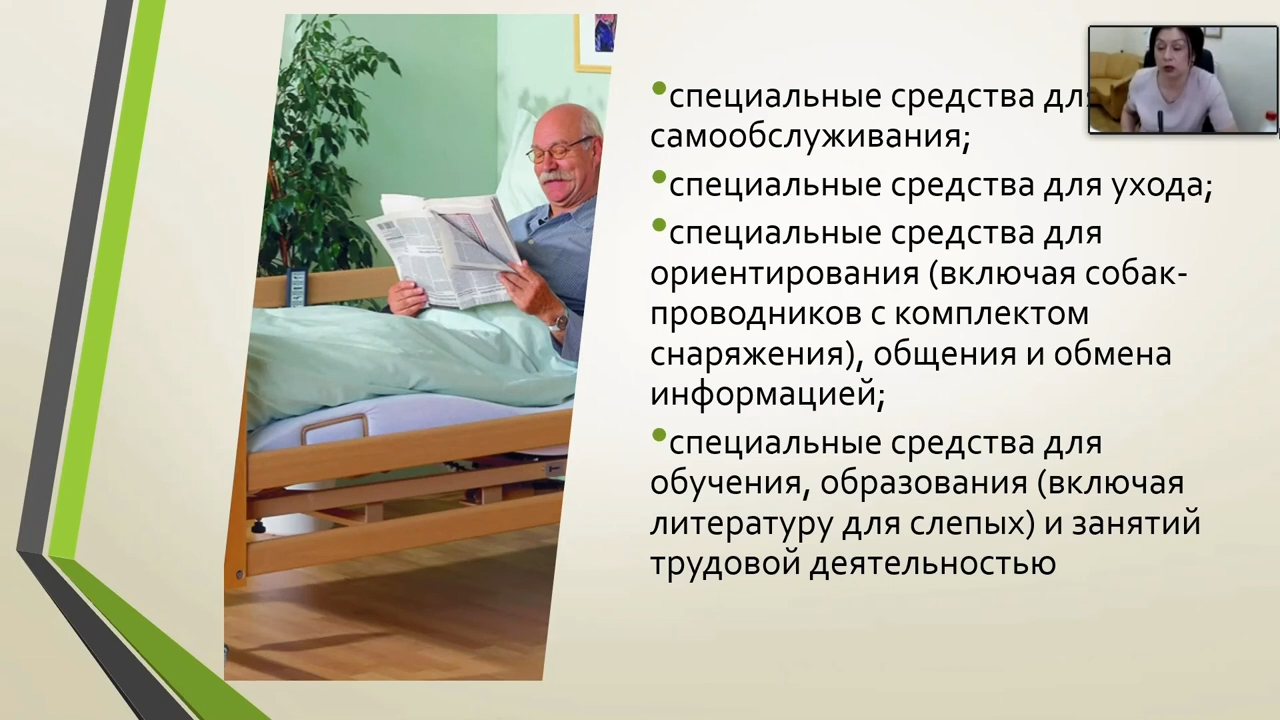 •специальные средства для
самообслуживания;
•специальные средства для ухода;
•специальные средства для
ориентирования (включая собак-
проводников с комплектом
снаряжения), общения и обмена
информацией;
•специальные средства для
обучения, образования (включая
литературу для слепых) и занятий
трудовой деятельностью